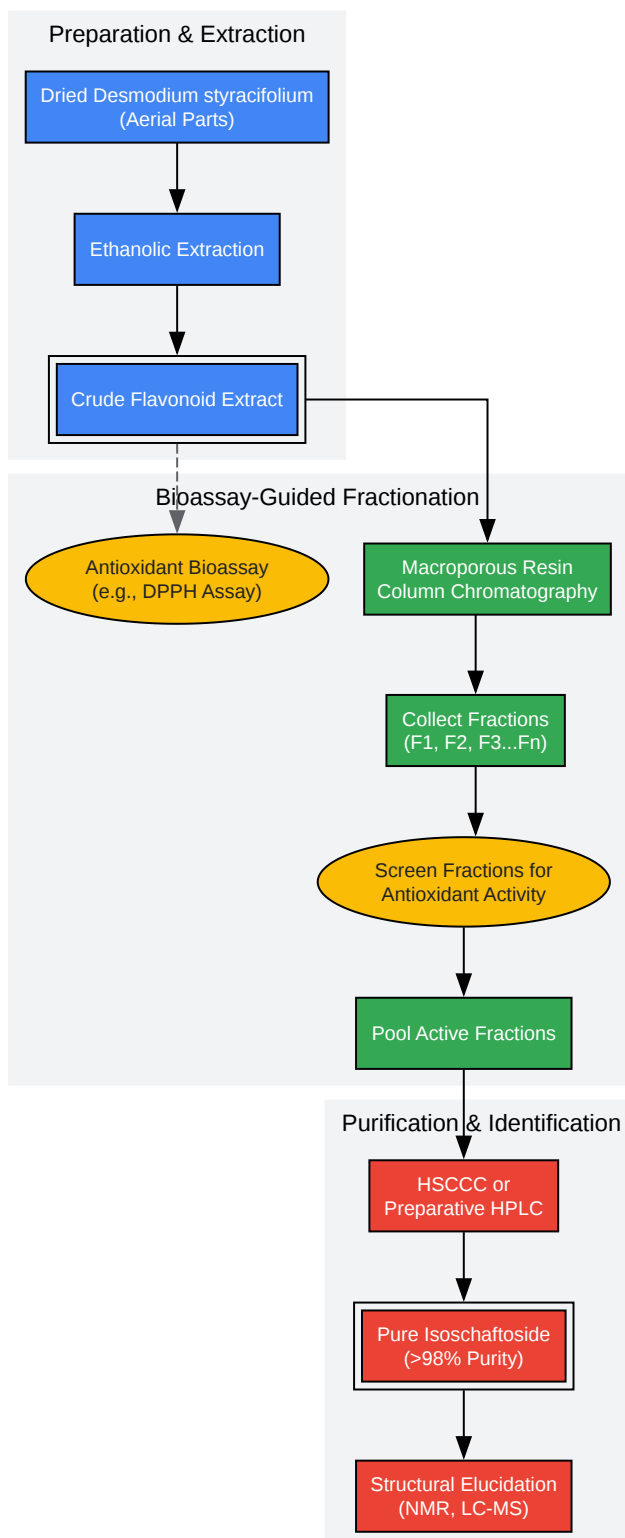 Preparation & Extraction
Dried Desmodium styracifolium
(Aerial Parts)
Ethanolic Extraction
Crude Flavonoid Extract
Bioassay-Guided Fractionation
Antioxidant Bioassay
(e.g., DPPH Assay)
Macroporous Resin
Column Chromatography
Collect Fractions
(F1, F2, F3...Fn)
Screen Fractions for
Antioxidant Activity
Pool Active Fractions
Purification & Identification
HSCCC or
Preparative HPLC
Pure Isoschaftoside
(>98% Purity)
Structural Elucidation
(NMR, LC-MS)